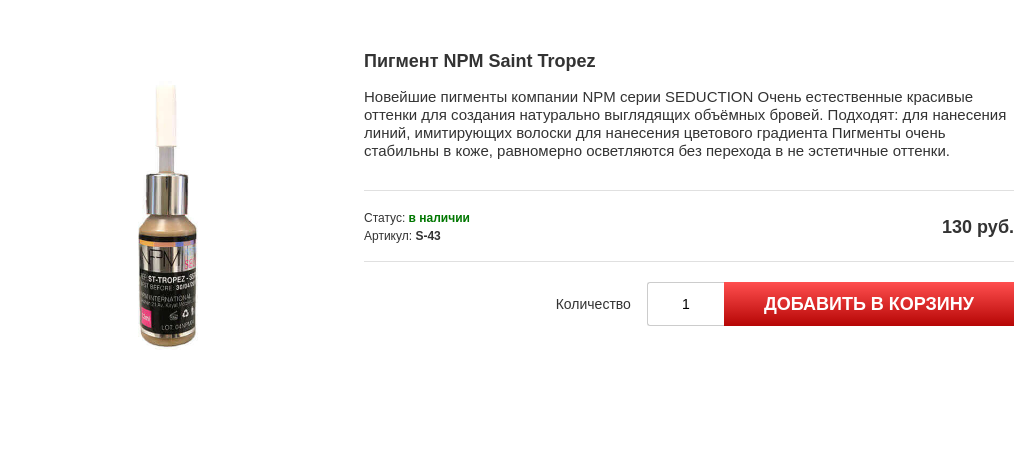 Пигмент NPM Saint Tropez
Новейшие пигменты компании NPM серии SEDUCTION Очень естественные красивые
оттенки для создания натурально выглядящих объёмных бровей. Подходят: для нанесения
линий, имитирующих волоски для нанесения цветового градиента Пигменты очень
стабильны в коже, равномерно осветляются без перехода в не эстетичные оттенки.
NPM
ST-TROPEZ
BEFORE
INTERNATIONAL
Статус: в наличии
Артикул: S-43
130 руб.
Количество
1
ДОБАВИТЬ В КОРЗИНУ